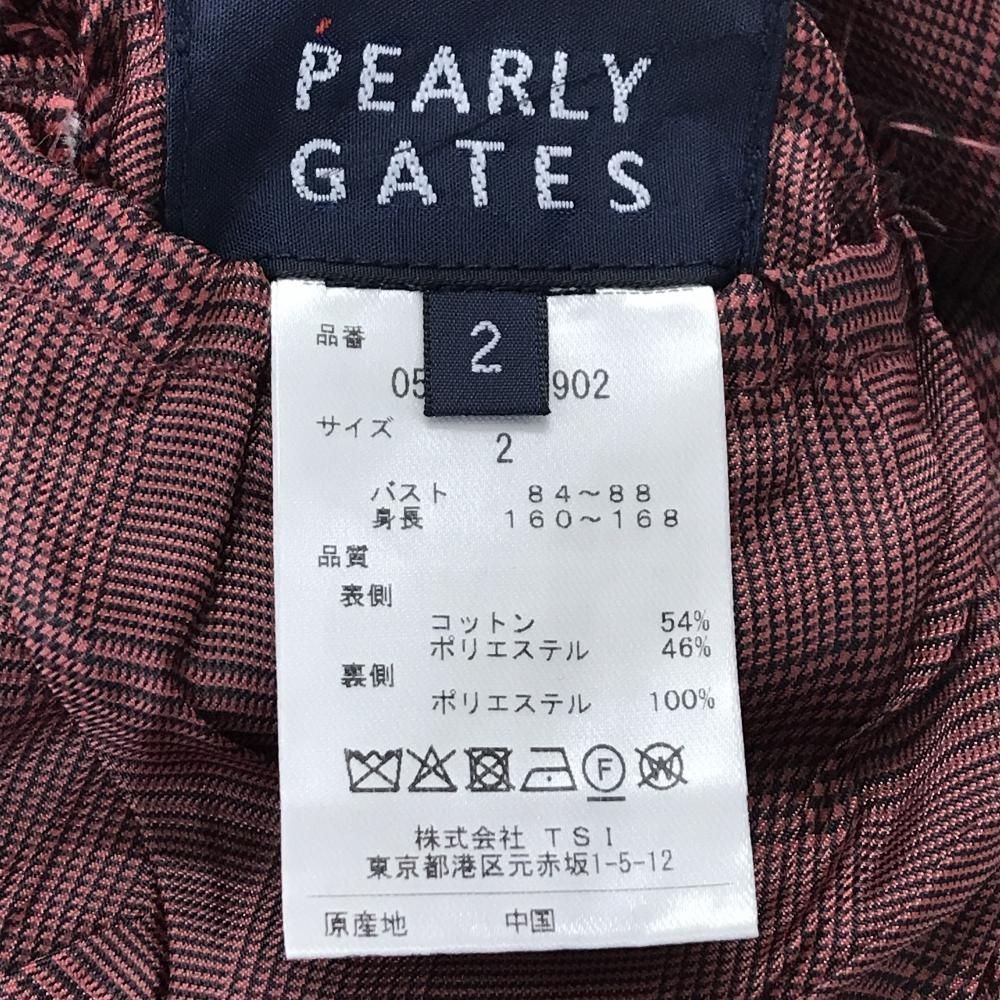 PEARLY
GATES
2
品番
05 902
サイズ
2
バスト 84～88
身長 160～168
品質
表側
コットン 54%
ポリエステル 46%
裏側
ポリエステル 100%
F W
株式会社 TSI
東京都港区元赤坂1-5-12
原産地 中国